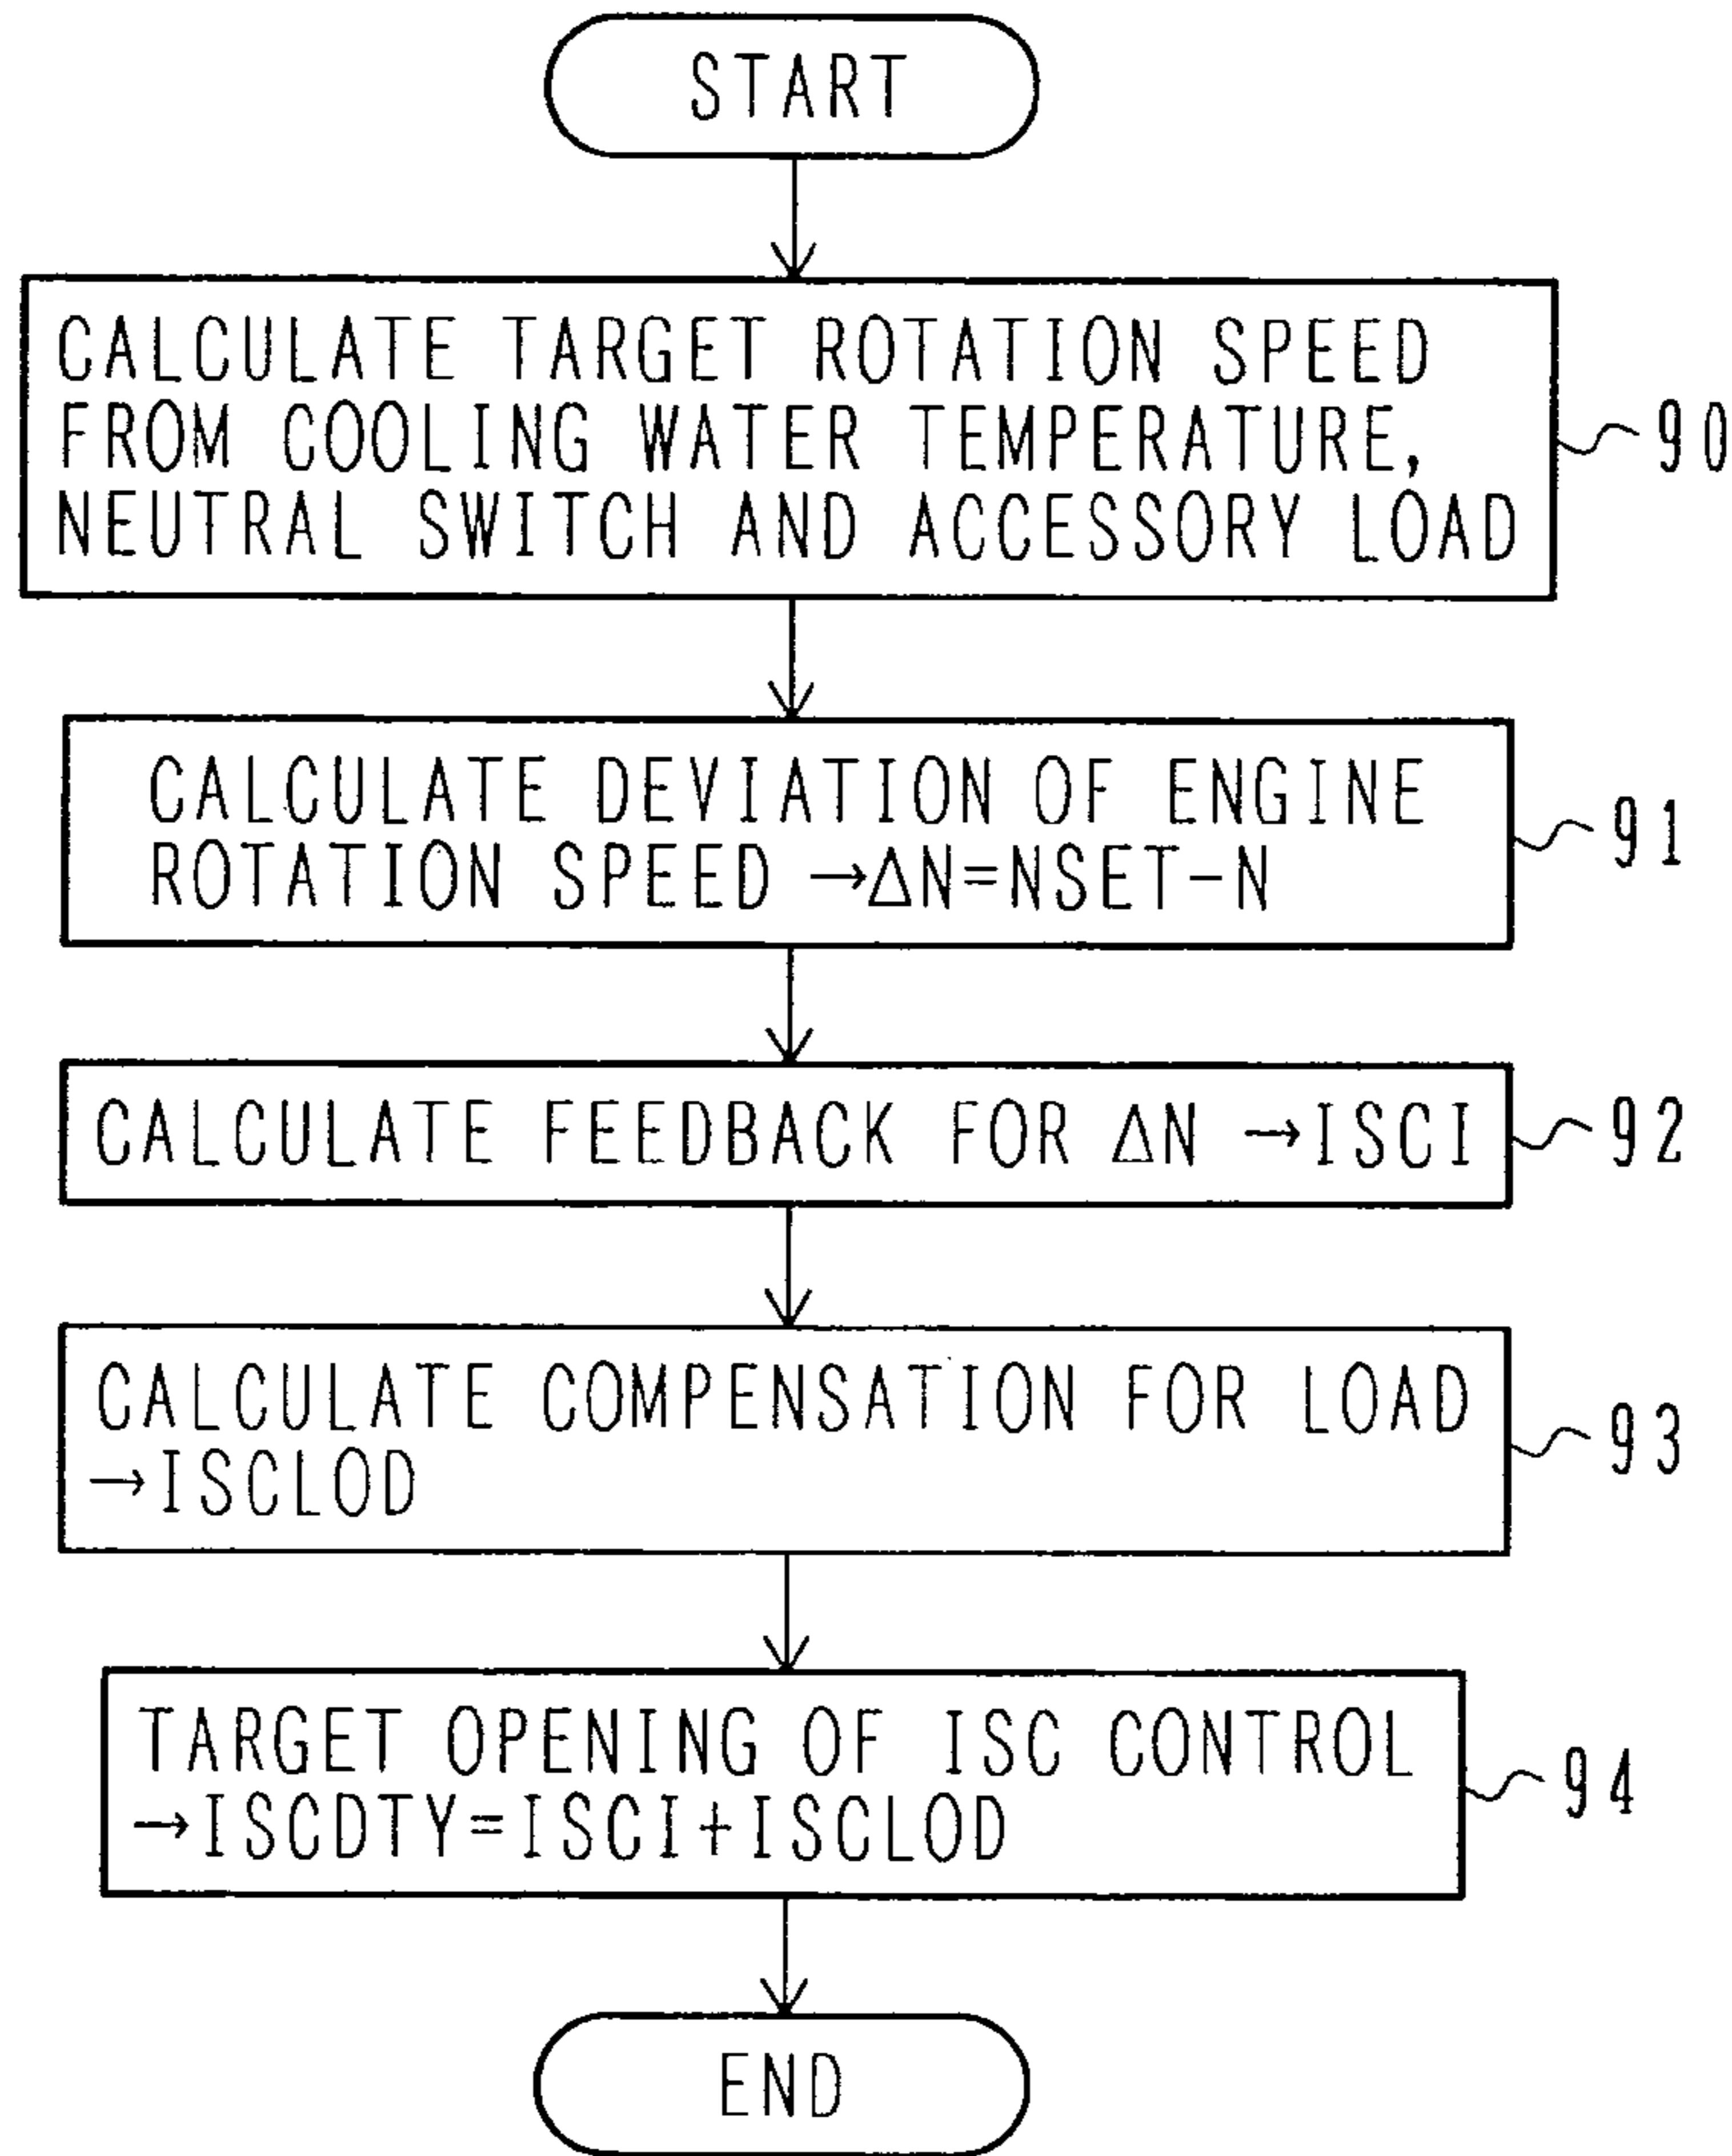 START
CALCULATE TARGET ROTATION SPEED
FROM COOLING WATER TEMPERATURE,
NEUTRAL SWITCH AND ACCESSORY LOAD
90
CALCULATE DEVIATION OF ENGINE
ROTATION SPEED →ΔN=NSET-N
91
CALCULATE FEEDBACK FOR ΔN →ISCI
92
CALCULATE COMPENSATION FOR LOAD
→ISCLOD
93
TARGET OPENING OF ISC CONTROL
→ISCDTY=ISCI+ISCLOD
94
END